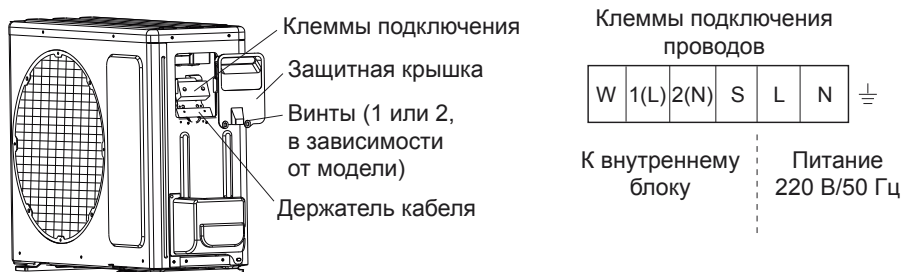 Клеммы подключения
Защитная крышка
Винты (1 или 2,
в зависимости
от модели)
Держатель кабеля
Клеммы подключения
проводов
W 1(L) 2(N) S L N
К внутреннему
блоку
Питание
220 В/50 Гц